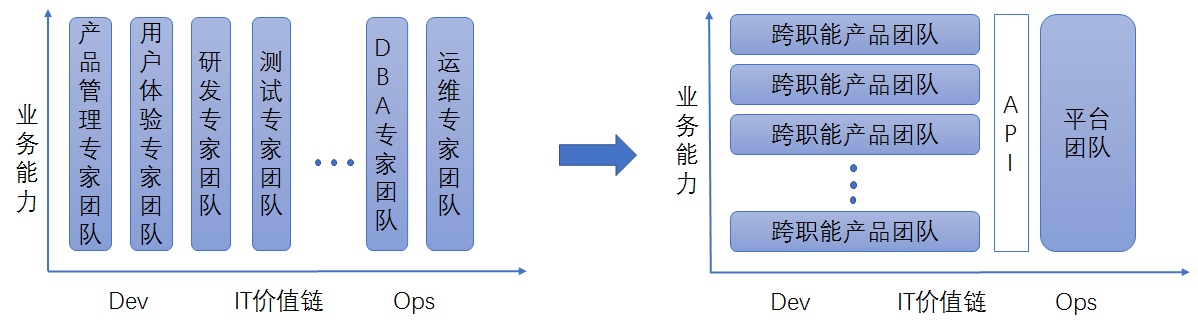 业务能力
产品管理专家团队
用户体验专家团队
研发专家团队
测试专家团队
DBA专家团队
运维专家团队
Dev
IT价值链
Ops
业务能力
跨职能产品团队
跨职能产品团队
跨职能产品团队
跨职能产品团队
API
平台
团队
Dev
IT价值链
Ops